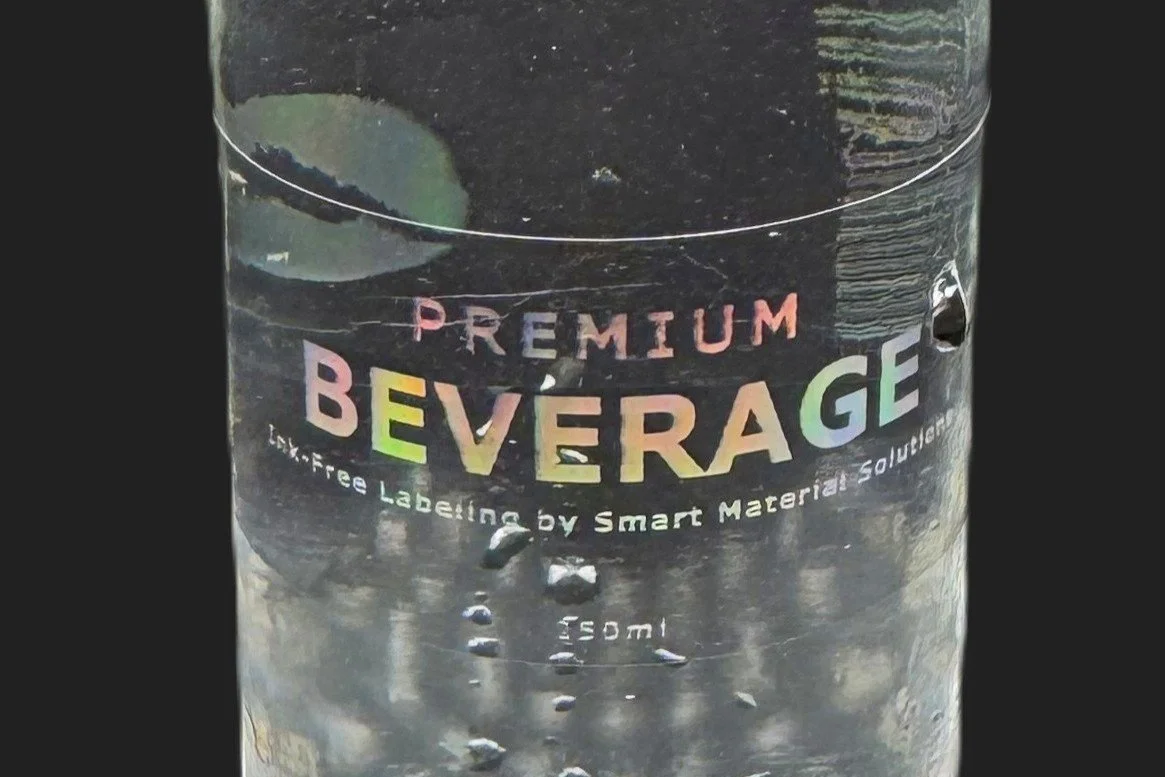 PREMIUM
BEVERAGE
Ink-Free Labeling by Smart Material Solutions
150ml